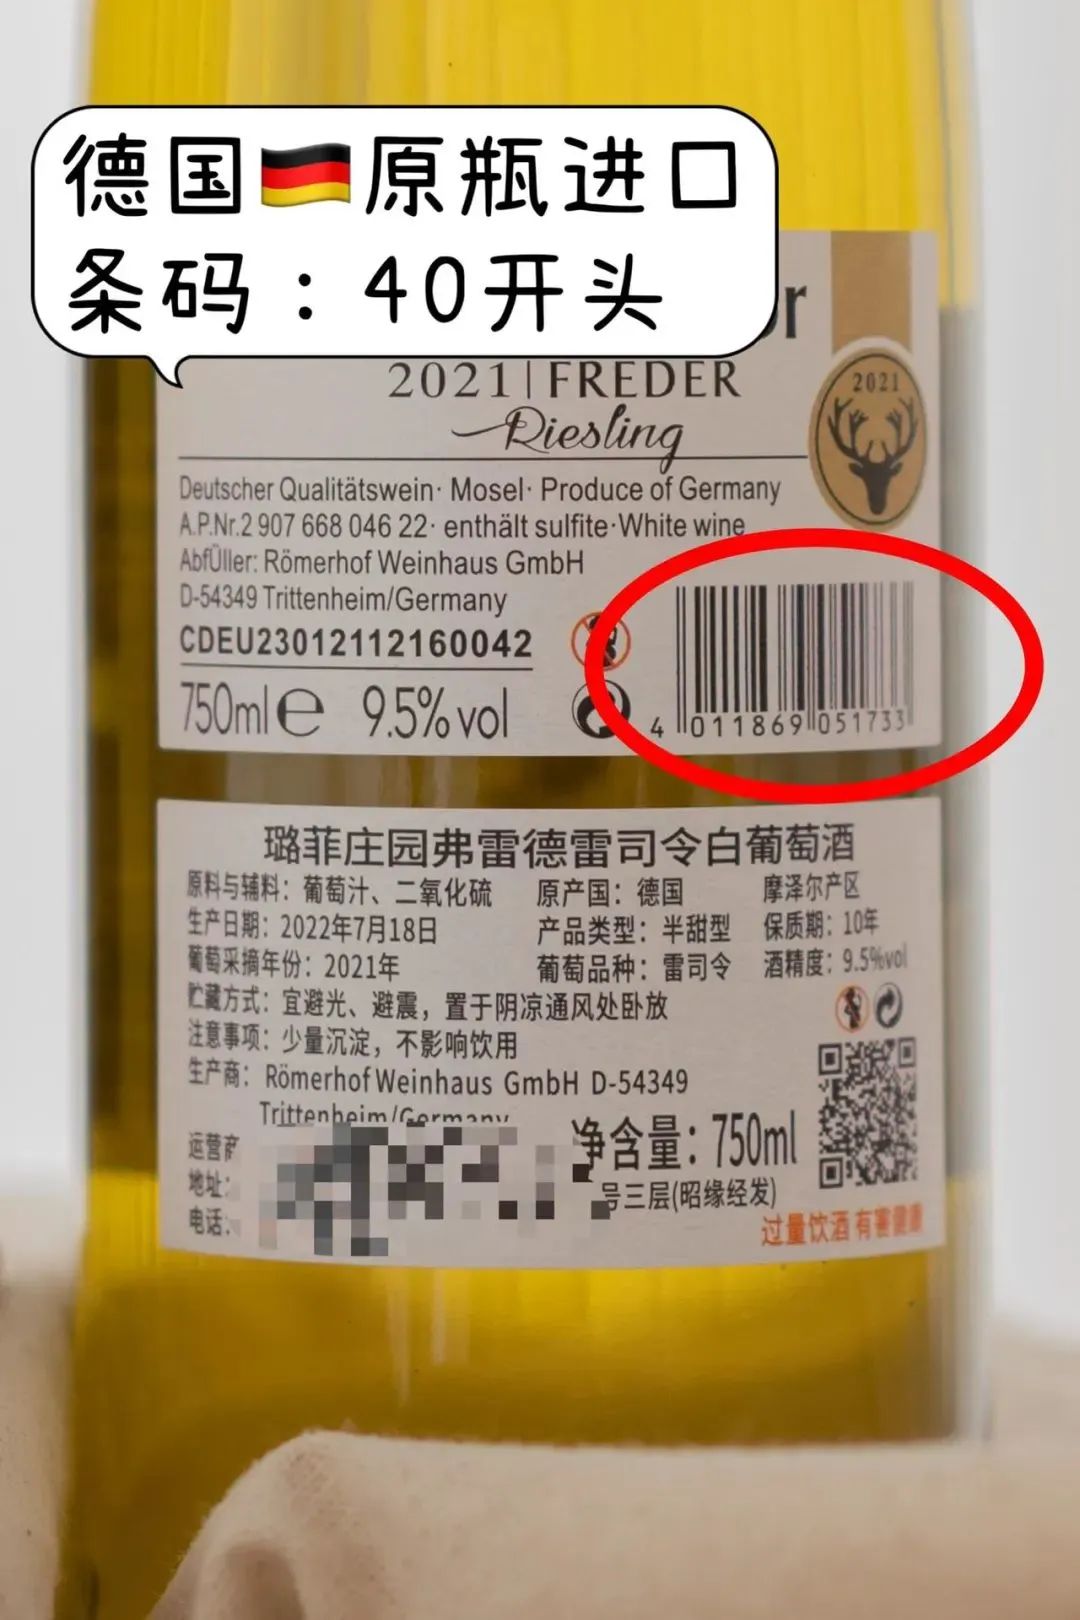 德国🇩🇪原瓶进口
条码：40开头
2021|FREDER
Riesling
2021
Deutscher Qualitätswein· Mosel· Produce of Germany
A.P.Nr.2 907 668 046 22· enthält sulfite·White wine
AbfÜller: Römerhof Weinhaus GmbH
D-54349 Trittenheim/Germany
CDEU23012112160042
750ml e 9.5% vol
4 011869 051733
璐菲庄园弗雷德雷司令白葡萄酒
原料与辅料：葡萄汁、二氧化硫 原产国：德国 摩泽尔产区
生产日期：2022年7月18日 产品类型：半甜型 保质期：10年
葡萄采摘年份：2021年 葡萄品种：雷司令 酒精度：9.5%vol
贮藏方式：宜避光、避震，置于阴凉通风处卧放
注意事项：少量沉淀，不影响饮用
生产商：Römerhof Weinhaus GmbH D-54349
Trittenheim/Germany
运营商
净含量：750ml
地址：
号三层(昭缘经发)
电话：
过量饮酒 有害健康